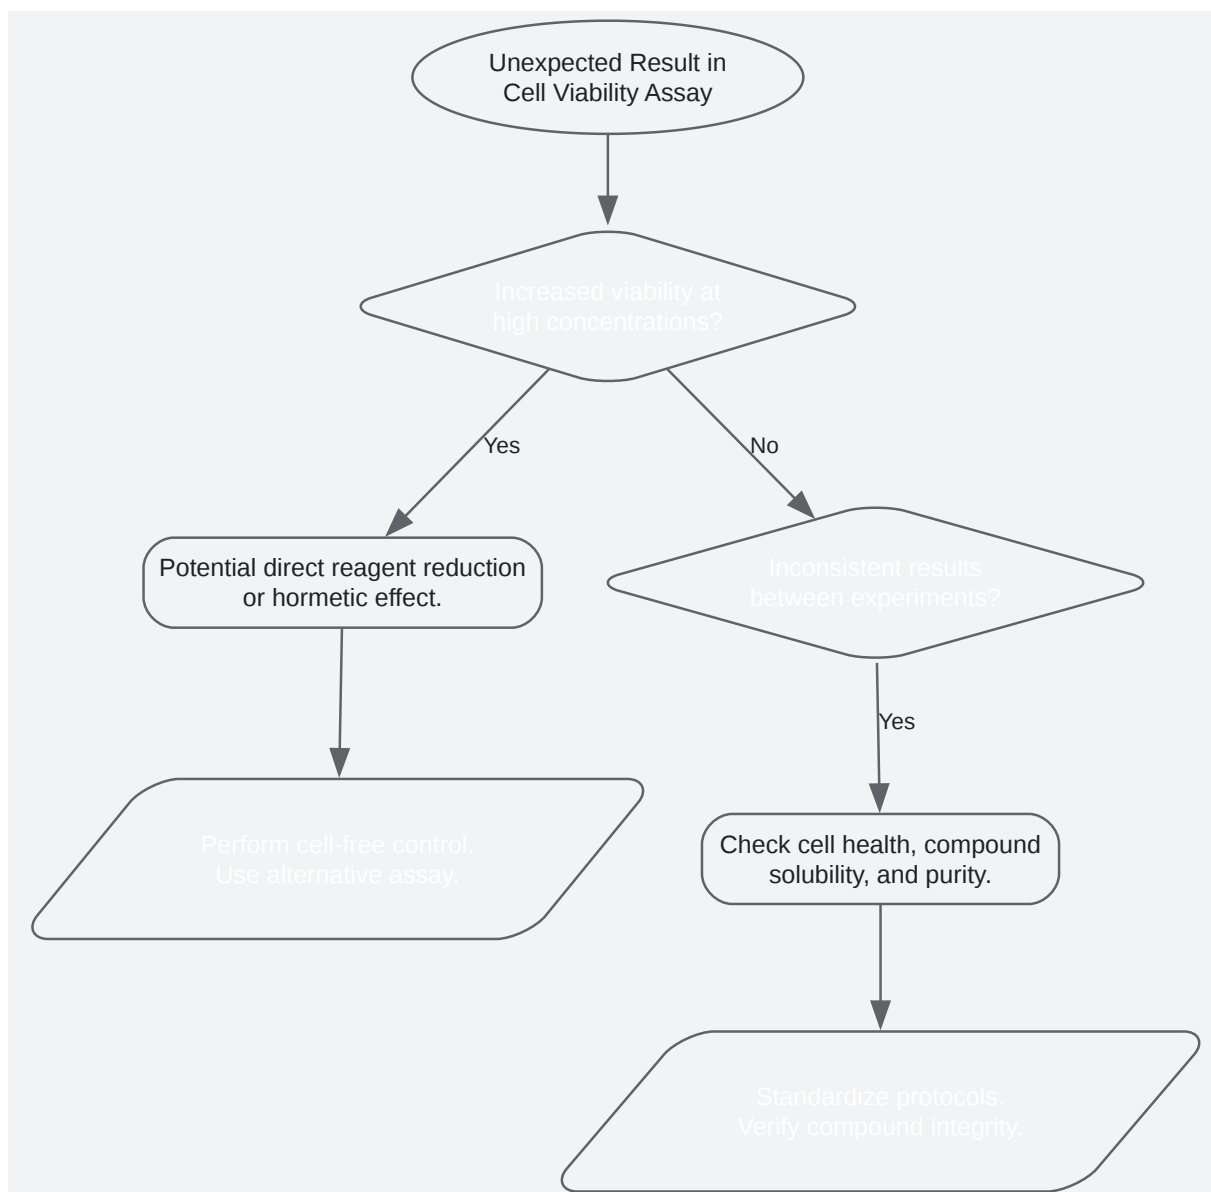 Unexpected Result in
Cell Viability Assay
Increased viability at
high concentrations?
Yes
No
Potential direct reagent reduction
or hormetic effect.
Inconsistent results
between experiments?
Yes
Perform cell-free control.
Use alternative assay.
Check cell health, compound
solubility, and purity.
Standardize protocols.
Verify compound integrity.